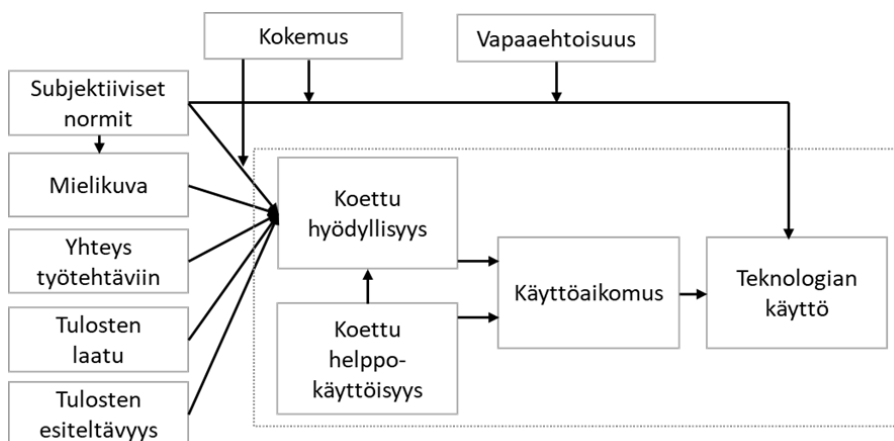 Kokemus
Vapaaehtoisuus
Subjektiiviset
normit
Mielikuva
Yhteys
työtehtäviin
Tulosten
laatu
Tulosten
esiteltävyys
Koettu
hyödyllisyys
Koettu
helppo-
käyttöisyys
Käyttöaikomus
Teknologian
käyttö